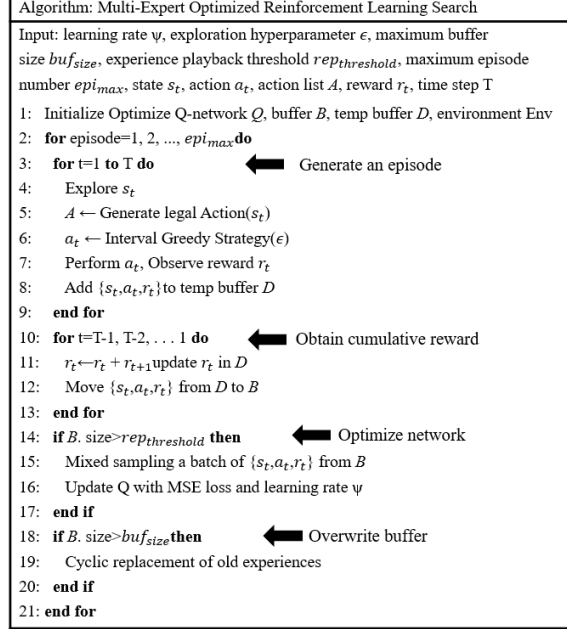 Algorithm: Multi-Expert Optimized Reinforcement Learning Search
Input: learning rate ψ, exploration hyperparameter ϵ, maximum buffer
size buf_size, experience playback threshold rep_threshold, maximum episode
number epi_max, state s_t, action a_t, action list A, reward r_t, time step T
1: Initialize Optimize Q-network Q, buffer B, temp buffer D, environment Env
2: for episode=1, 2, ..., epi_max do
3: for t=1 to T do Generate an episode
4: Explore s_t
5: A ← Generate legal Action(s_t)
6: a_t ← Interval Greedy Strategy(ϵ)
7: Perform a_t, Observe reward r_t
8: Add {s_t,a_t,r_t}to temp buffer D
9: end for
10: for t=T-1, T-2, . . . 1 do Obtain cumulative reward
11: r_t←r_t + r_t+1update r_t in D
12: Move {s_t,a_t,r_t} from D to B
13: end for
14: if B. size>rep_threshold then Optimize network
15: Mixed sampling a batch of {s_t,a_t,r_t} from B
16: Update Q with MSE loss and learning rate ψ
17: end if
18: if B. size>buf_size then Overwrite buffer
19: Cyclic replacement of old experiences
20: end if
21: end for